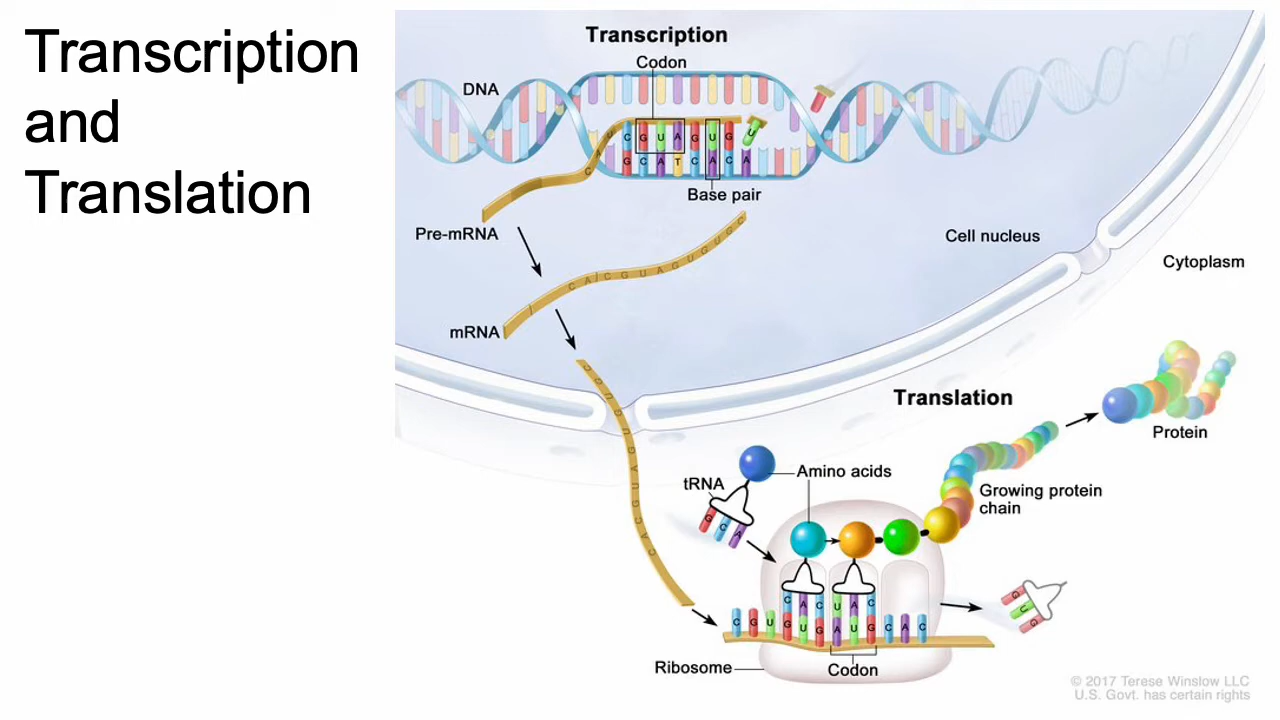 Transcription
and
Translation
Transcription
Codon
DNA
U C G U A G U G U
A
C G C A T C A C A
Base pair
Pre-mRNA
Cell nucleus
Cytoplasm
C A C G U A G U G U G C
mRNA
C G U G U G A U G C A C
Translation
Protein
Amino acids
tRNA
Growing protein
chain
G C A
C A C U A C
G U G
C G U G U G A U G C A C
Ribosome
Codon
© 2017 Terese Winslow LLC
U.S. Govt. has certain rights